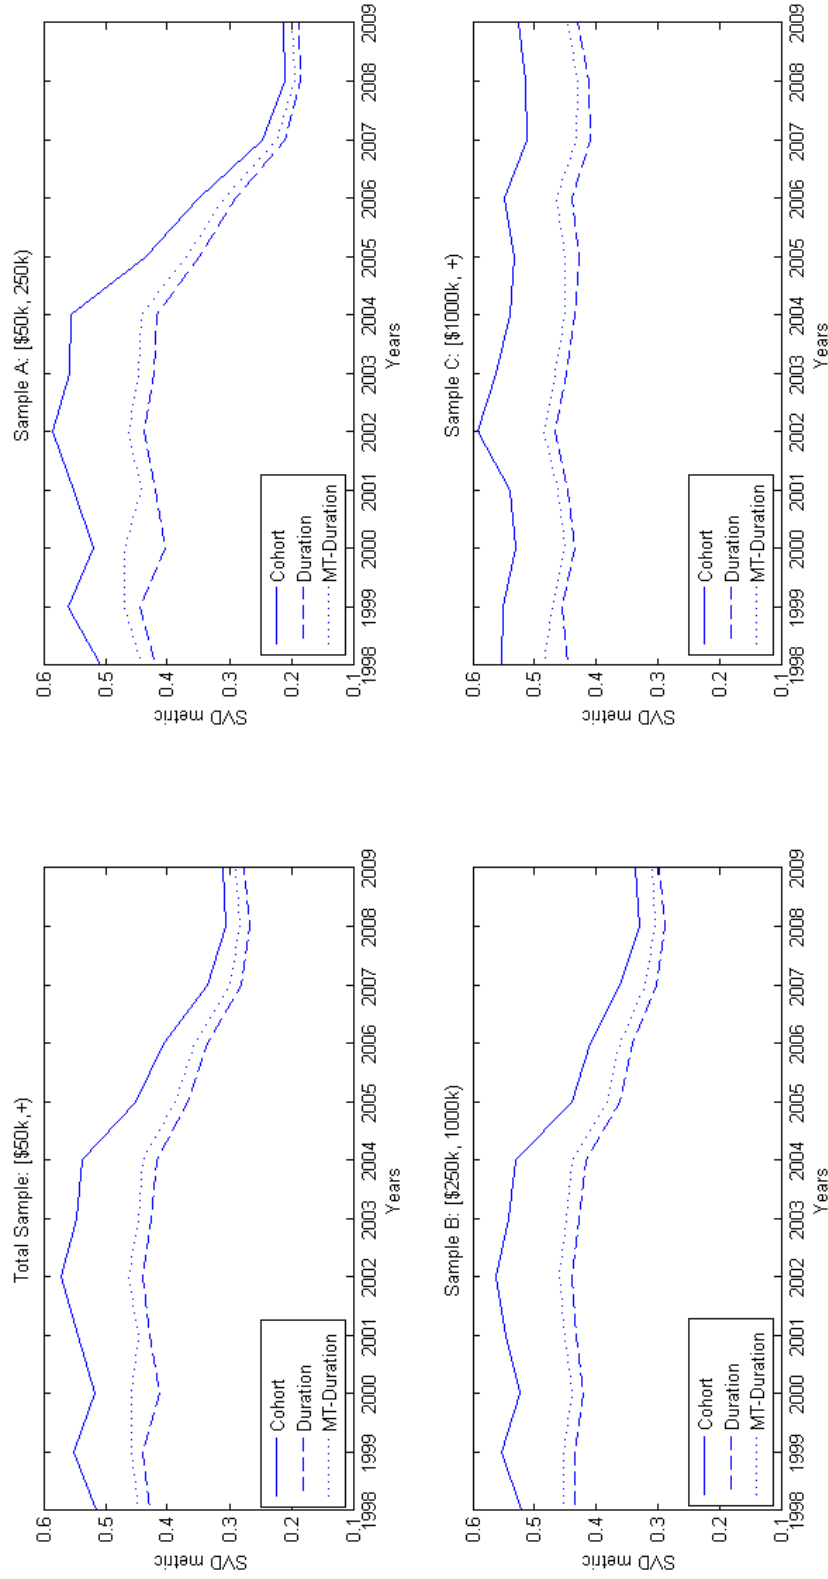 Total Sample: [$50k,+)
SVD metric
0.6
0.5
0.4
0.3
0.2
0.1
Cohort
Duration
MT-Duration
1998 1999 2000 2001 2002 2003 2004 2005 2006 2007 2008 2009
Years
Sample A: [$50k, 250k)
SVD metric
0.6
0.5
0.4
0.3
0.2
0.1
Cohort
Duration
MT-Duration
1998 1999 2000 2001 2002 2003 2004 2005 2006 2007 2008 2009
Years
Sample B: [$250k, 1000k)
SVD metric
0.6
0.5
0.4
0.3
0.2
0.1
Cohort
Duration
MT-Duration
1998 1999 2000 2001 2002 2003 2004 2005 2006 2007 2008 2009
Years
Sample C: [$1000k, +)
SVD metric
0.6
0.5
0.4
0.3
0.2
0.1
Cohort
Duration
MT-Duration
1998 1999 2000 2001 2002 2003 2004 2005 2006 2007 2008 2009
Years